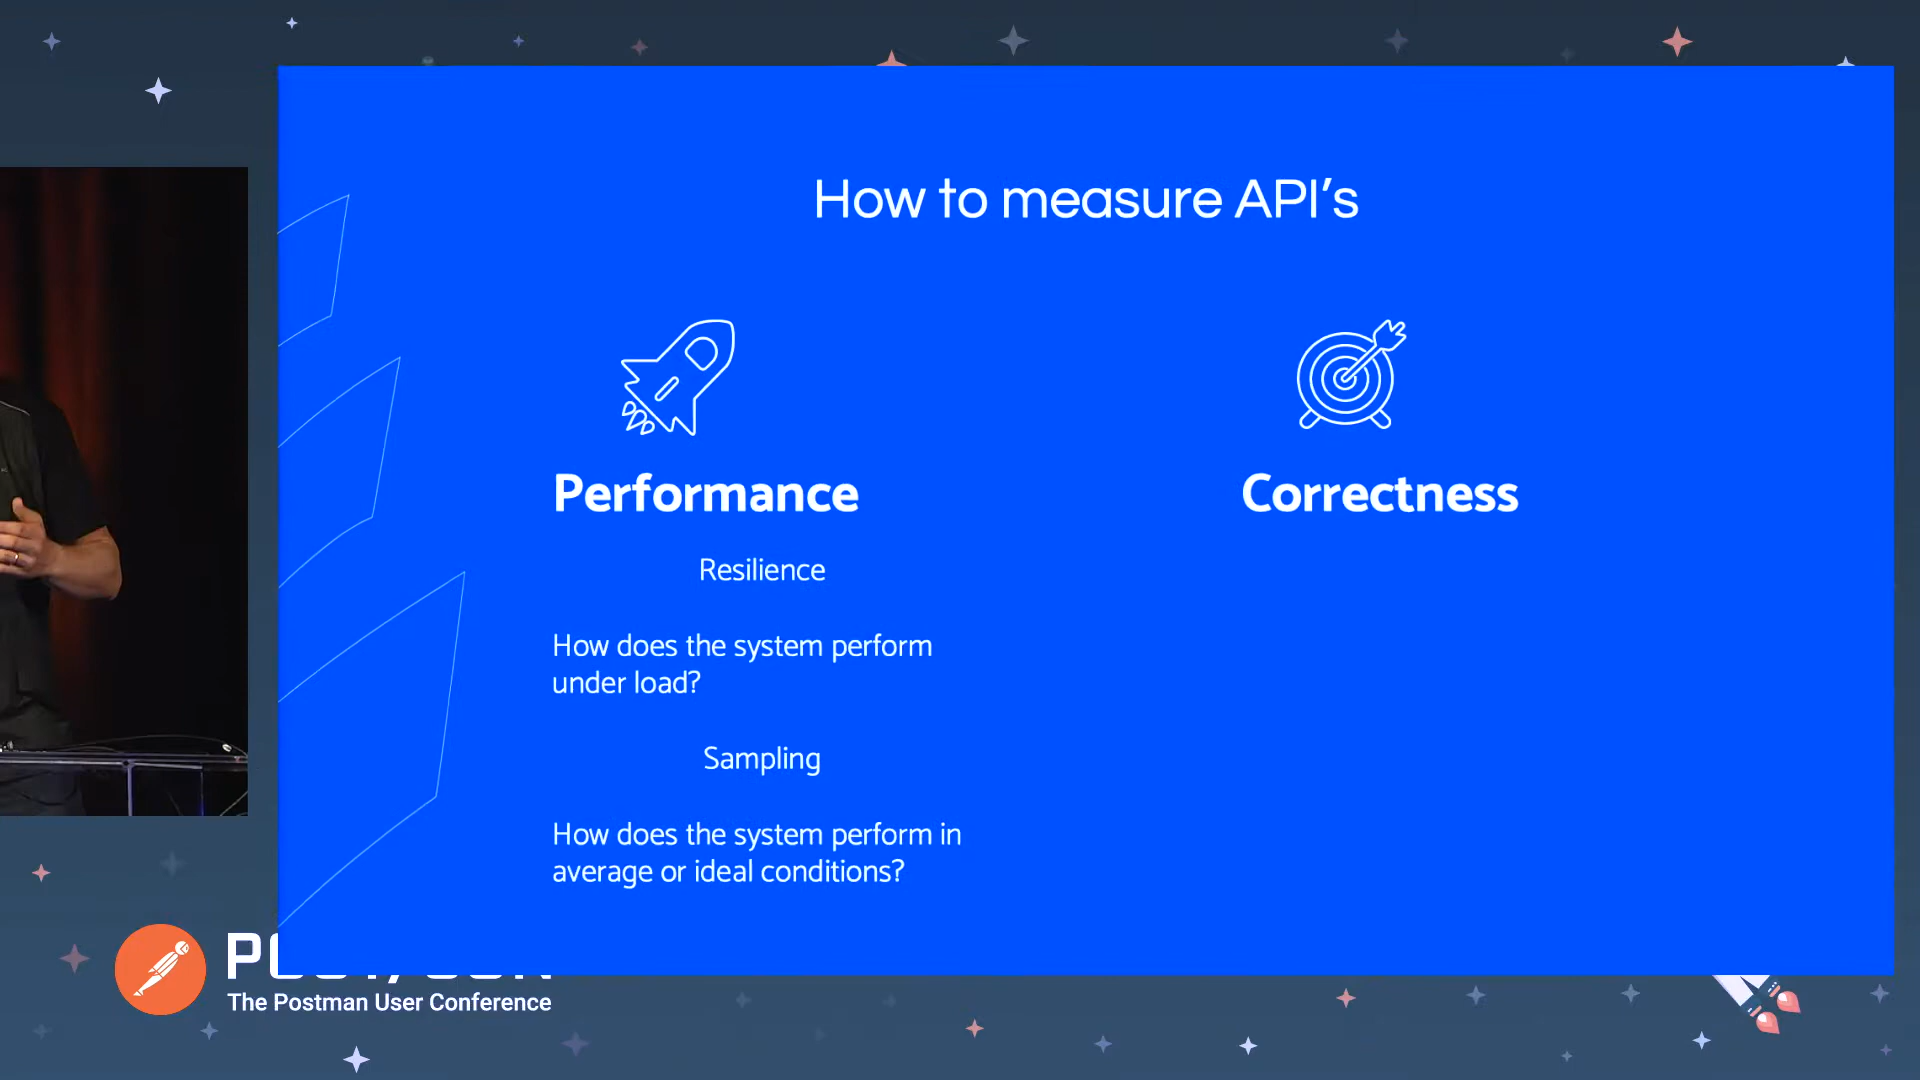 How to measure API’s
Performance
Resilience
How does the system perform
under load?
Sampling
How does the system perform in
average or ideal conditions?
Correctness
The Postman User Conference